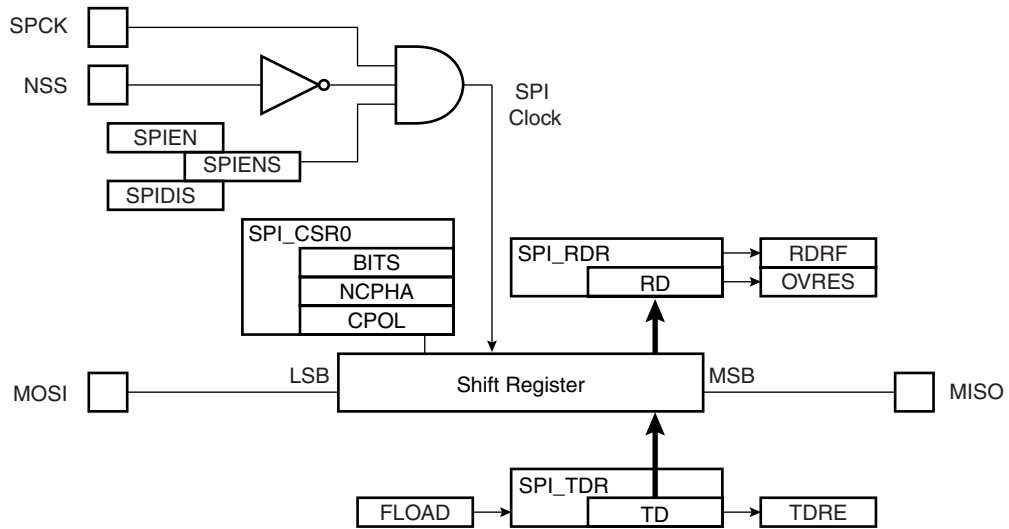 SPCK
NSS
SPI
Clock
SPIEN
SPIENS
SPIDIS
SPI_CSR0
BITS
NCPHA
CPOL
SPI_RDR
RD
RDRF
OVRES
MOSI
LSB
Shift Register
MSB
MISO
SPI_TDR
FLOAD
TD
TDRE